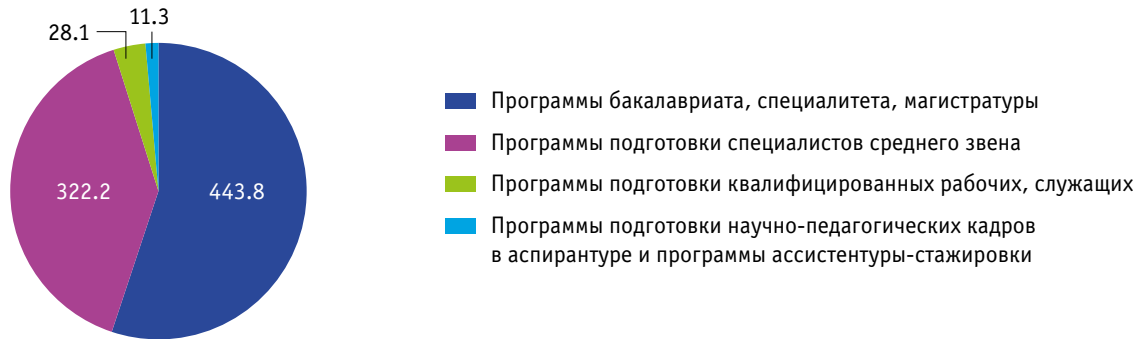 11.3
28.1
322.2
443.8
Программы бакалавриата, специалитета, магистратуры
Программы подготовки специалистов среднего звена
Программы подготовки квалифицированных рабочих, служащих
Программы подготовки научно-педагогических кадров
в аспирантуре и программы ассистентуры-стажировки